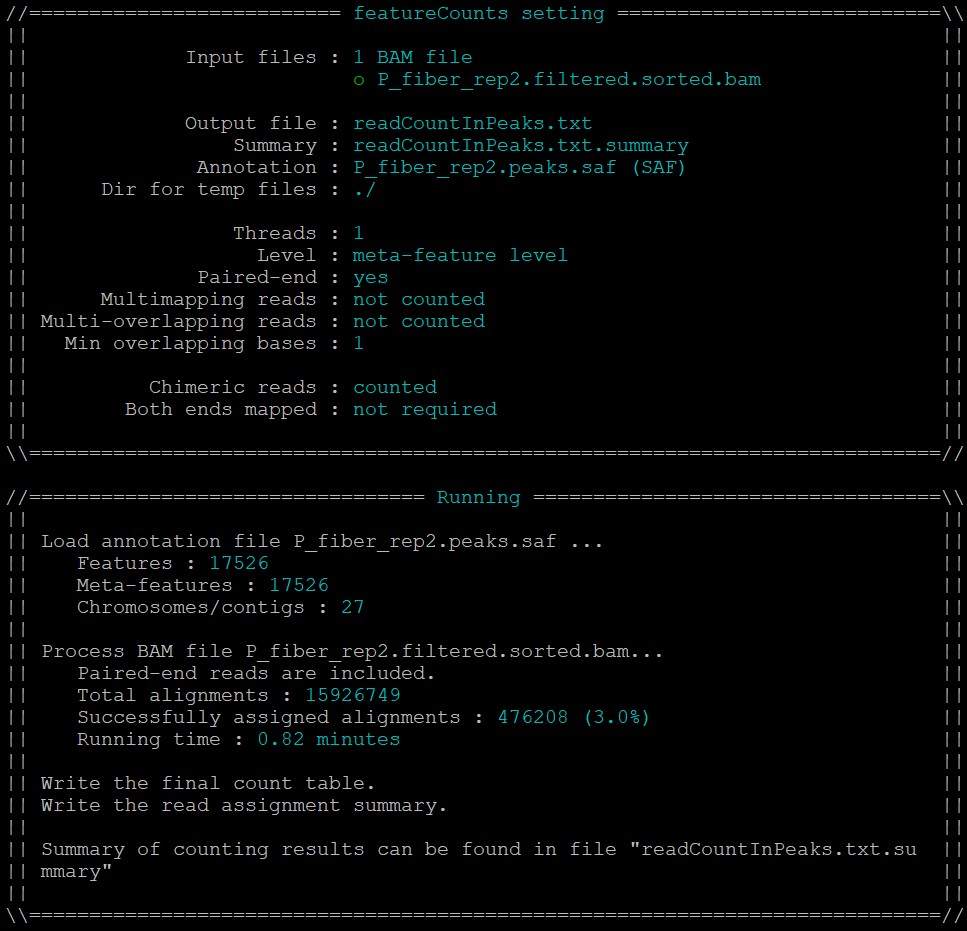 //========================== featureCounts setting ===========================\\
|| ||
|| Input files : 1 BAM file ||
|| o P_fiber_rep2.filtered.sorted.bam ||
|| ||
|| Output file : readCountInPeaks.txt ||
|| Summary : readCountInPeaks.txt.summary ||
|| Annotation : P_fiber_rep2.peaks.saf (SAF) ||
|| Dir for temp files : ./ ||
|| ||
|| Threads : 1 ||
|| Level : meta-feature level ||
|| Paired-end : yes ||
|| Multimapping reads : not counted ||
|| Multi-overlapping reads : not counted ||
|| Min overlapping bases : 1 ||
|| ||
|| Chimeric reads : counted ||
|| Both ends mapped : not required ||
|| ||
\\============================================================================//
//================================= Running ==================================\\
|| ||
|| Load annotation file P_fiber_rep2.peaks.saf ... ||
|| Features : 17526 ||
|| Meta-features : 17526 ||
|| Chromosomes/contigs : 27 ||
|| ||
|| Process BAM file P_fiber_rep2.filtered.sorted.bam... ||
|| Paired-end reads are included. ||
|| Total alignments : 15926749 ||
|| Successfully assigned alignments : 476208 (3.0%) ||
|| Running time : 0.82 minutes ||
|| ||
|| Write the final count table. ||
|| Write the read assignment summary. ||
|| ||
|| Summary of counting results can be found in file "readCountInPeaks.txt.su ||
|| mmary" ||
|| ||
\\============================================================================//